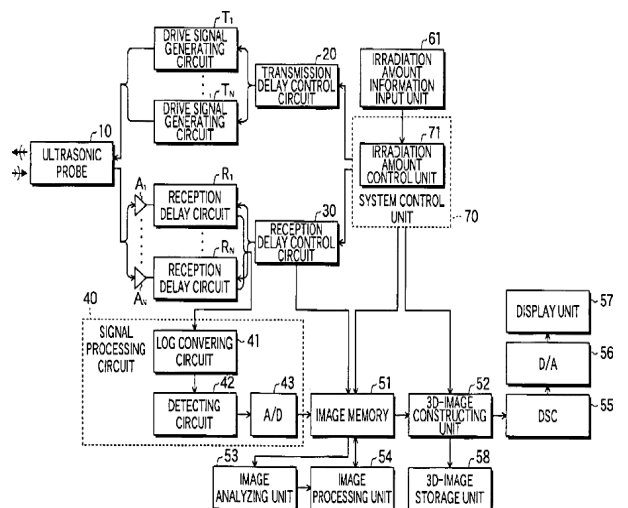 T1
DRIVE SIGNAL
GENERATING
CIRCUIT
20
TRANSMISSION
DELAY CONTROL
CIRCUIT
61
IRRADIATION
AMOUNT
INFORMATION
INPUT UNIT
TN
DRIVE SIGNAL
GENERATING
CIRCUIT
10
ULTRASONIC
PROBE
71
IRRADIATION
AMOUNT
CONTROL UNIT
SYSTEM CONTROL
UNIT
70
A1
R1
RECEPTION
DELAY CIRCUIT
30
RECEPTION
DELAY CONTROL
CIRCUIT
RN
RECEPTION
DELAY CIRCUIT
AN
40
SIGNAL
PROCESSING
CIRCUIT
LOG CONVERING
CIRCUIT
41
42
DETECTING
CIRCUIT
43
A/D
51
IMAGE MEMORY
52
3D-IMAGE
CONSTRUCTING
UNIT
DISPLAY UNIT
57
D/A
56
DSC
55
53
IMAGE
ANALYZING UNIT
54
IMAGE
PROCESSING UNIT
58
3D-IMAGE
STORAGE UNIT